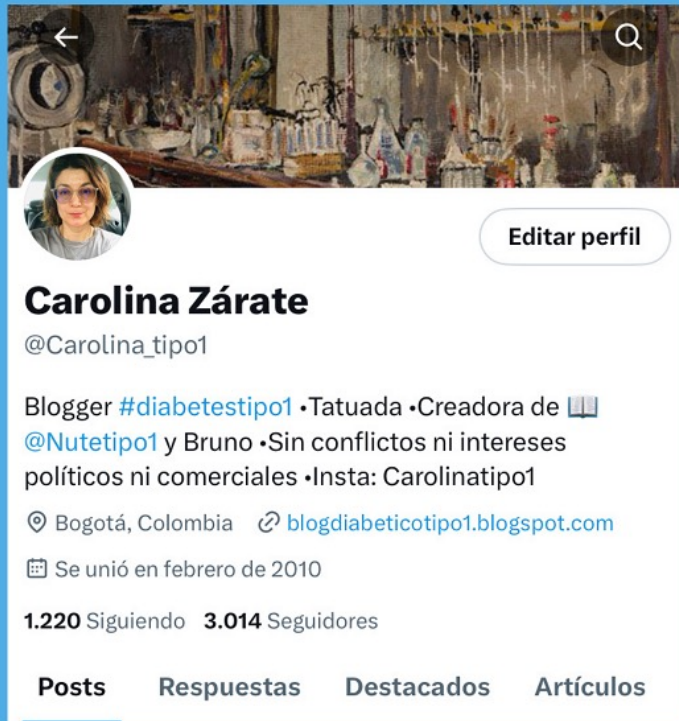 Editar perfil
Carolina Zárate
@Carolina_tipo1
Blogger #diabetestipo1 •Tatuada •Creadora de 📖
@Nutetipo1 y Bruno •Sin conflictos ni intereses
políticos ni comerciales •Insta: Carolinatipo1
Bogotá, Colombia blogdiabeticotipo1.blogspot.com
Se unió en febrero de 2010
1.220 Siguiendo 3.014 Seguidores
Posts Respuestas Destacados Artículos